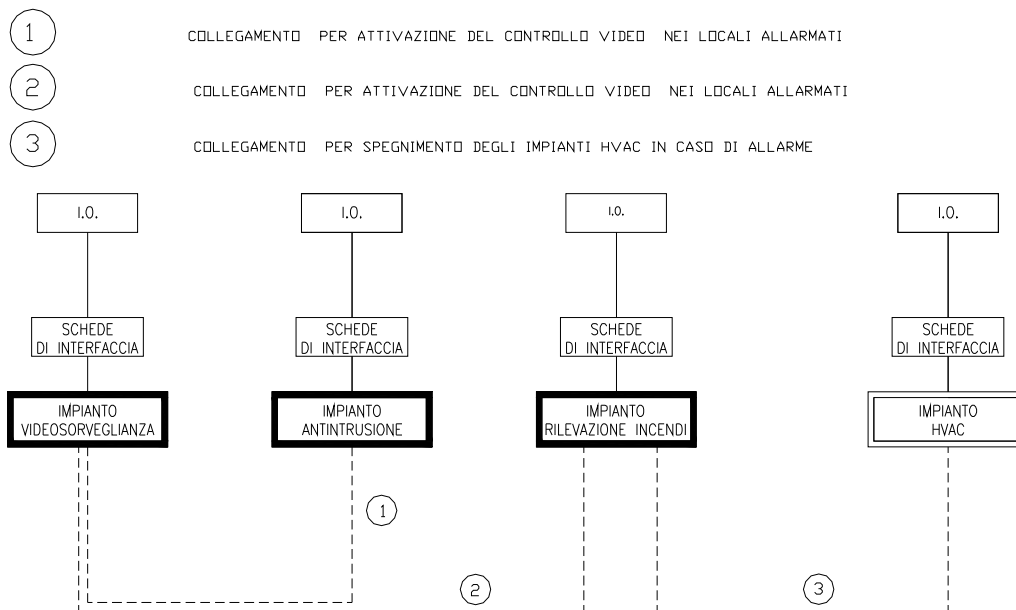 1
COLLEGAMENTO PER ATTIVAZIONE DEL CONTROLLO VIDEO NEI LOCALI ALLARMATI
2
COLLEGAMENTO PER ATTIVAZIONE DEL CONTROLLO VIDEO NEI LOCALI ALLARMATI
3
COLLEGAMENTO PER SPEGNIMENTO DEGLI IMPIANTI HVAC IN CASO DI ALLARME
I.O.
I.O.
I.O.
I.O.
SCHEDE
DI INTERFACCIA
SCHEDE
DI INTERFACCIA
SCHEDE
DI INTERFACCIA
SCHEDE
DI INTERFACCIA
IMPIANTO
VIDEOSORVEGLIANZA
IMPIANTO
ANTINTRUSIONE
IMPIANTO
RILEVAZIONE INCENDI
IMPIANTO
HVAC
1
2
3